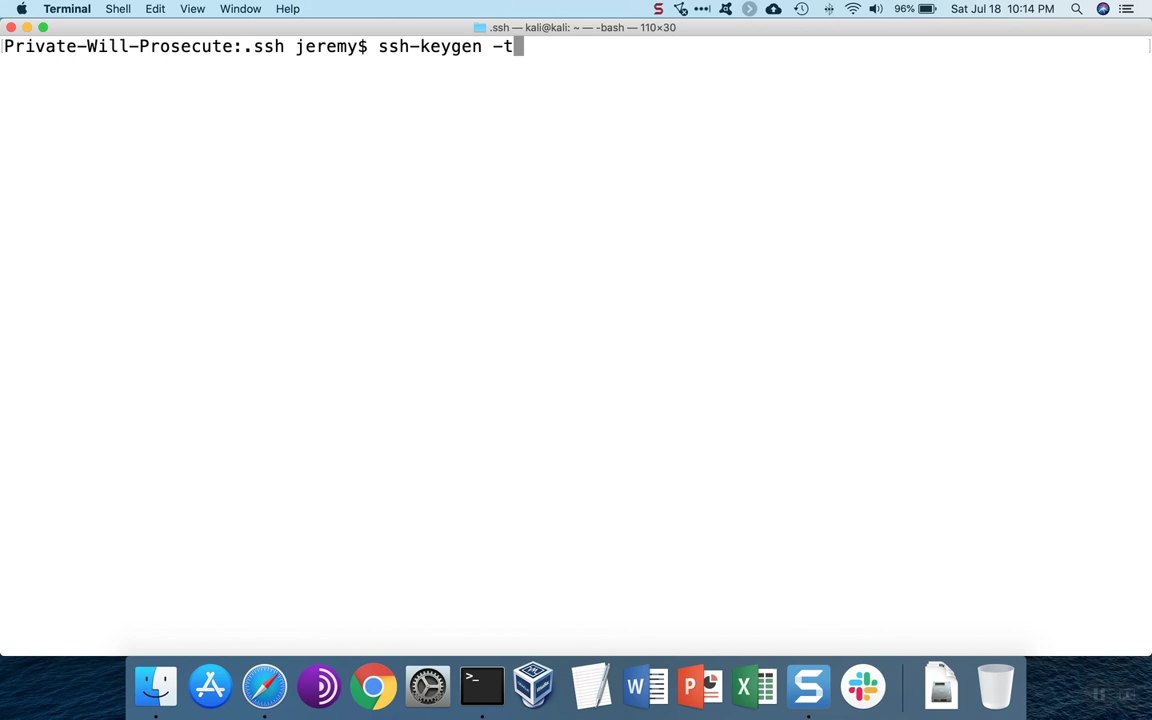 Terminal Shell Edit View Window Help 96% Sat Jul 18 10:14 PM
.ssh — kali@kali: ~ — -bash — 110×30
Private-Will-Prosecute:.ssh jeremy$ ssh-keygen -t